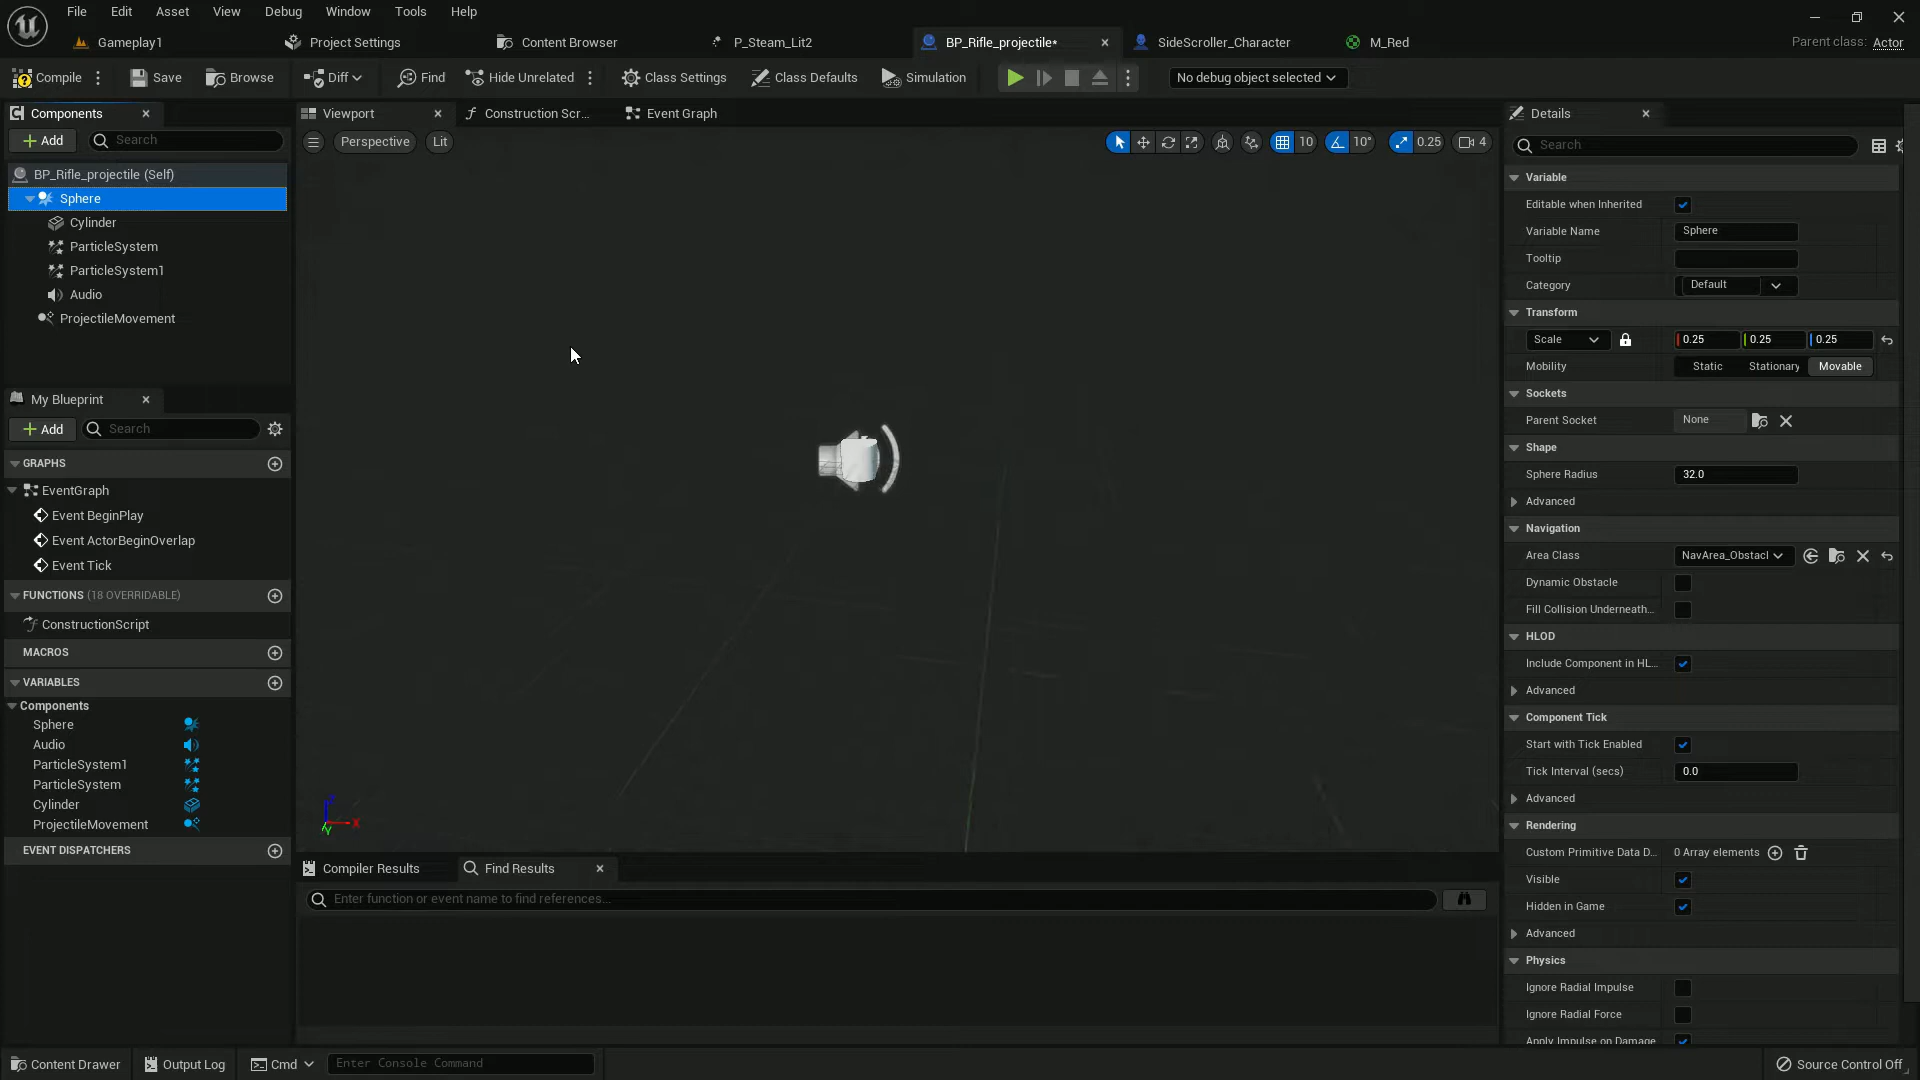 File Edit Asset View Debug Window Tools Help
Gameplay1 Project Settings Content Browser P_Steam_Lit2 BP_Rifle_projectile* SideScroller_Character M_Red Parent class: Actor
Compile Save Browse Diff Find Hide Unrelated Class Settings Class Defaults Simulation No debug object selected
Components
Add Search
BP_Rifle_projectile (Self)
Sphere
Cylinder
ParticleSystem
ParticleSystem1
Audio
ProjectileMovement
My Blueprint
Add Search
GRAPHS
EventGraph
Event BeginPlay
Event ActorBeginOverlap
Event Tick
FUNCTIONS (18 OVERRIDABLE)
ConstructionScript
MACROS
VARIABLES
Components
Sphere
Audio
ParticleSystem1
ParticleSystem
Cylinder
ProjectileMovement
EVENT DISPATCHERS
Viewport Construction Scr... Event Graph
Perspective Lit 10 10° 0.25 4
X
Y
Compiler Results Find Results
Enter function or event name to find references...
Details
Search
Variable
Editable when Inherited
Variable Name Sphere
Tooltip
Category Default
Transform
Scale 0.25 0.25 0.25
Mobility Static Stationary Movable
Sockets
Parent Socket None
Shape
Sphere Radius 32.0
Advanced
Navigation
Area Class NavArea_Obstacl
Dynamic Obstacle
Fill Collision Underneath...
HLOD
Include Component in HL...
Advanced
Component Tick
Start with Tick Enabled
Tick Interval (secs) 0.0
Advanced
Rendering
Custom Primitive Data D... 0 Array elements
Visible
Hidden in Game
Advanced
Physics
Ignore Radial Impulse
Ignore Radial Force
Apply Impulse on Damage
Content Drawer Output Log Cmd Enter Console Command Source Control Off